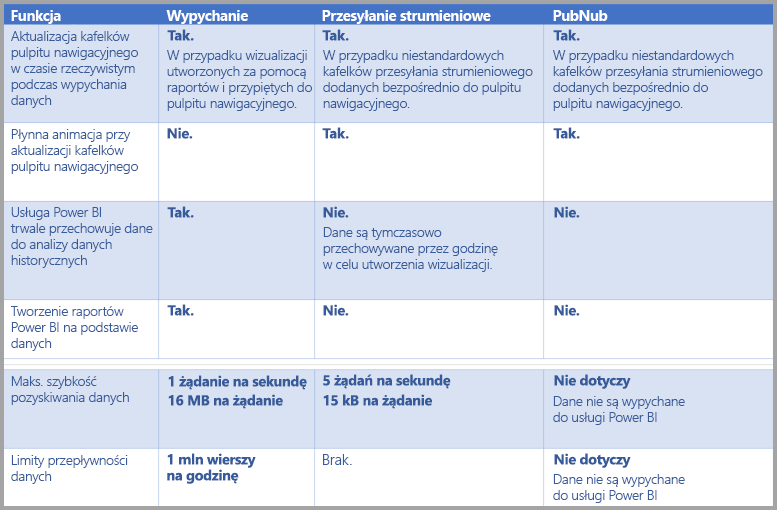 Funkcja
Wypychanie
Przesyłanie strumieniowe
PubNub
Aktualizacja kafelków
pulpitu nawigacyjnego
w czasie rzeczywistym
podczas wypychania
danych
Tak.
W przypadku wizualizacji
utworzonych za pomocą
raportów i przypiętych do
pulpitu nawigacyjnego.
Tak.
W przypadku niestandardowych
kafelków przesyłania strumieniowego
dodanych bezpośrednio do pulpitu
nawigacyjnego.
Tak.
W przypadku niestandardowych
kafelków przesyłania strumieniowego
dodanych bezpośrednio do
pulpitu nawigacyjnego.
Płynna animacja przy
aktualizacji kafelków
pulpitu nawigacyjnego
Nie.
Tak.
Tak.
Usługa Power BI
trwale przechowuje dane
do analizy danych
historycznych
Tak.
Nie.
Dane są tymczasowo
przechowywane przez godzinę
w celu utworzenia wizualizacji.
Nie.
Tworzenie raportów
Power BI na podstawie
danych
Tak.
Nie.
Nie.
Maks. szybkość
pozyskiwania danych
1 żądanie na sekundę
16 MB na żądanie
5 żądań na sekundę
15 kB na żądanie
Nie dotyczy
Dane nie są wypychane
do usługi Power BI
Limity przepływności
danych
1 mln wierszy
na godzinę
Brak.
Nie dotyczy
Dane nie są wypychane
do usługi Power BI